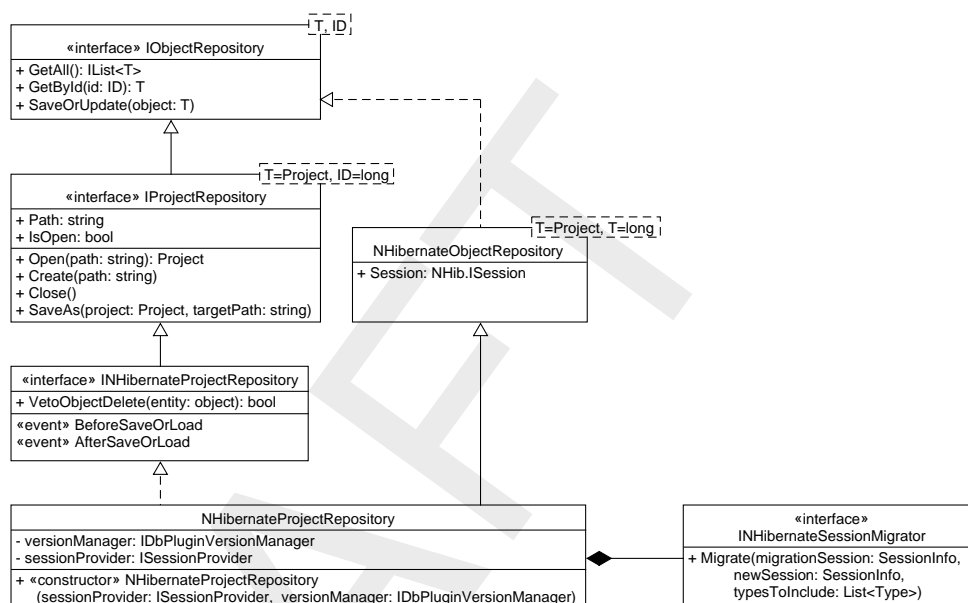 T, ID
«interface» IObjectRepository
+ GetAll(): IList<T>
+ GetById(id: ID): T
+ SaveOrUpdate(object: T)
T=Project, ID=long
«interface» IProjectRepository
+ Path: string
+ IsOpen: bool
+ Open(path: string): Project
+ Create(path: string)
+ Close()
+ SaveAs(project: Project, targetPath: string)
T=Project, T=long
NHibernateObjectRepository
+ Session: NHib.ISession
«interface» INHibernateProjectRepository
+ VetoObjectDelete(entity: object): bool
«event» BeforeSaveOrLoad
«event» AfterSaveOrLoad
NHibernateProjectRepository
- versionManager: IDbPluginVersionManager
- sessionProvider: ISessionProvider
+ «constructor» NHibernateProjectRepository
(sessionProvider: ISessionProvider, versionManager: IDbPluginVersionManager)
«interface»
INHibernateSessionMigrator
+ Migrate(migrationSession: SessionInfo,
newSession: SessionInfo,
typesToInclude: List<Type>)